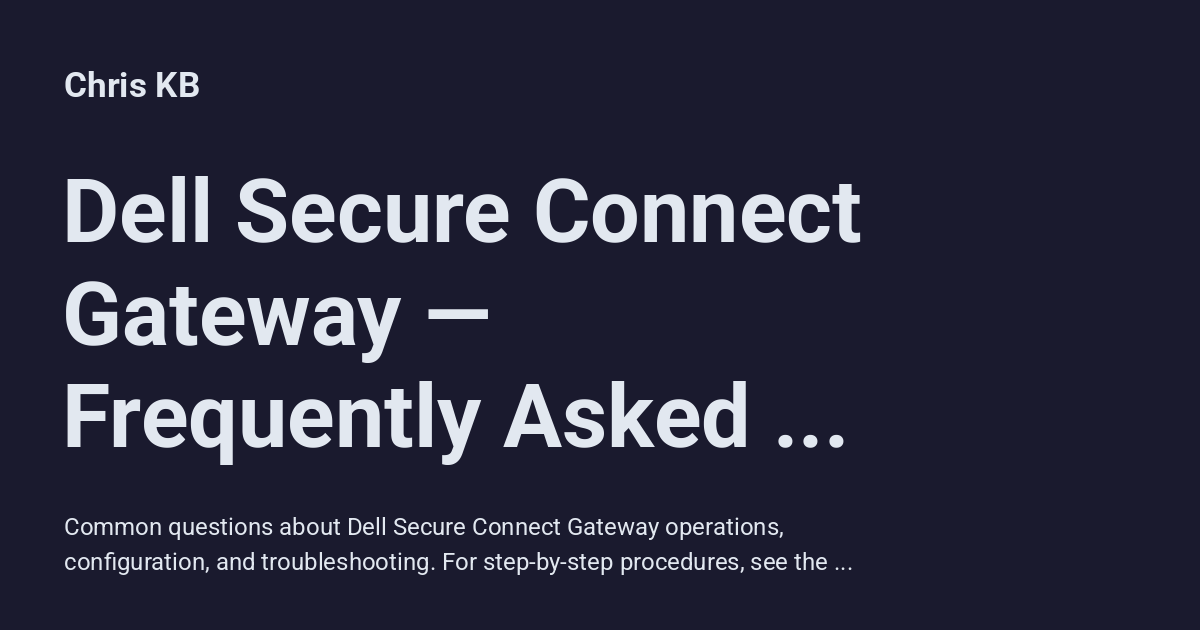 Chris KB
Dell Secure Connect
Gateway —
Frequently Asked ...
Common questions about Dell Secure Connect Gateway operations,
configuration, and troubleshooting. For step-by-step procedures, see the ...